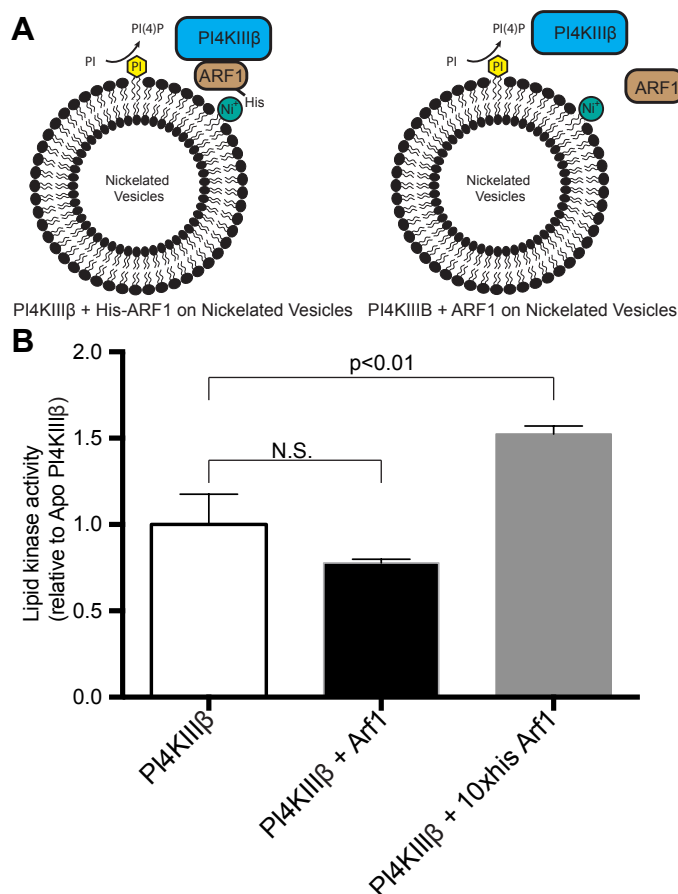 A
PI(4)P
PI
PI4KIIIβ
PI
ARF1
His
Ni⁺
Nickelated
Vesicles
PI4KIIIβ + His-ARF1 on Nickelated Vesicles
PI(4)P
PI
PI4KIIIβ
PI
ARF1
Ni⁺
Nickelated
Vesicles
PI4KIIIB + ARF1 on Nickelated Vesicles
B
Lipid kinase activity
(relative to Apo PI4KIIIβ)
2.0
1.5
1.0
0.5
0.0
p<0.01
N.S.
PI4KIIIβ
PI4KIIIβ + Arf1
PI4KIIIβ + 10xhis Arf1